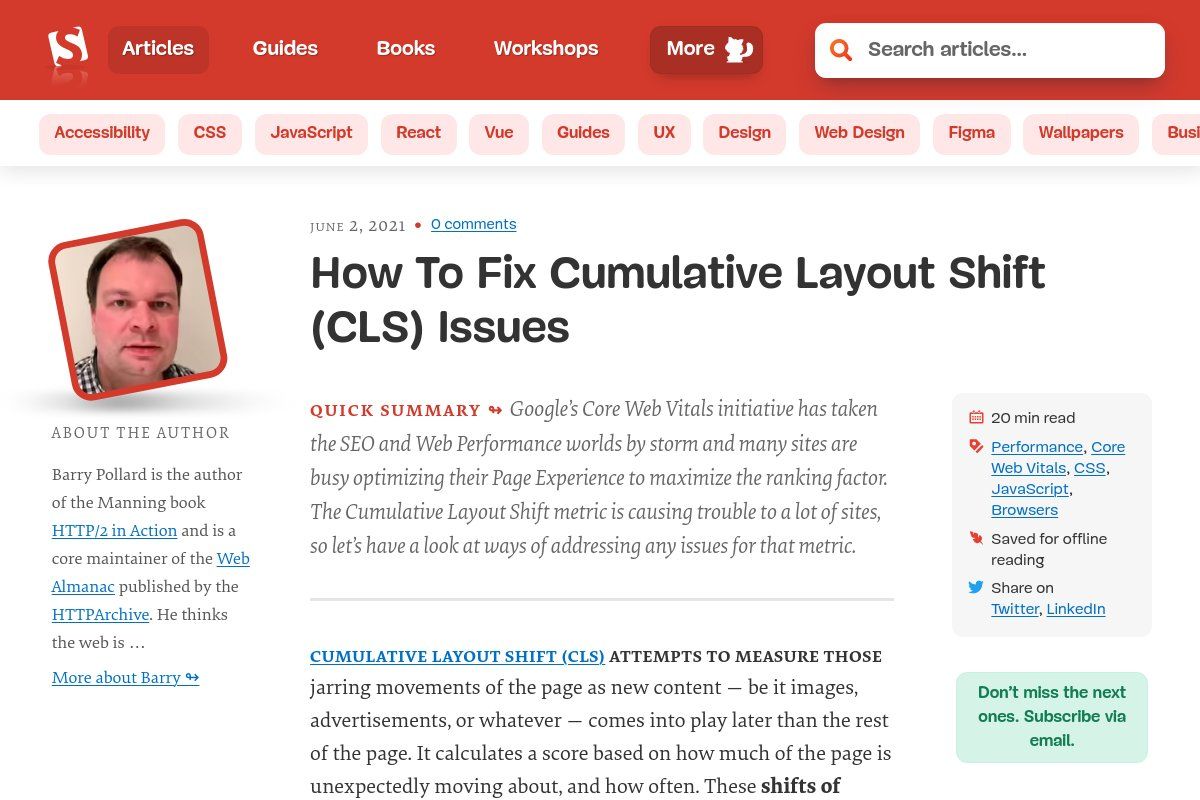 Articles
Guides
Books
Workshops
More
Search articles...
Accessibility
CSS
JavaScript
React
Vue
Guides
UX
Design
Web Design
Figma
Wallpapers
Busi
JUNE 2, 2021 • 0 comments
How To Fix Cumulative Layout Shift
(CLS) Issues
ABOUT THE AUTHOR
Barry Pollard is the author
of the Manning book
HTTP/2 in Action and is a
core maintainer of the Web
Almanac published by the
HTTPArchive. He thinks
the web is …
More about Barry ↬
QUICK SUMMARY ↬ Google’s Core Web Vitals initiative has taken
the SEO and Web Performance worlds by storm and many sites are
busy optimizing their Page Experience to maximize the ranking factor.
The Cumulative Layout Shift metric is causing trouble to a lot of sites,
so let’s have a look at ways of addressing any issues for that metric.
CUMULATIVE LAYOUT SHIFT (CLS) ATTEMPTS TO MEASURE THOSE
jarring movements of the page as new content — be it images,
advertisements, or whatever — comes into play later than the rest
of the page. It calculates a score based on how much of the page is
unexpectedly moving about, and how often. These shifts of
20 min read
Performance, Core
Web Vitals, CSS,
JavaScript,
Browsers
Saved for offline
reading
Share on
Twitter, LinkedIn
Don’t miss the next
ones. Subscribe via
email.